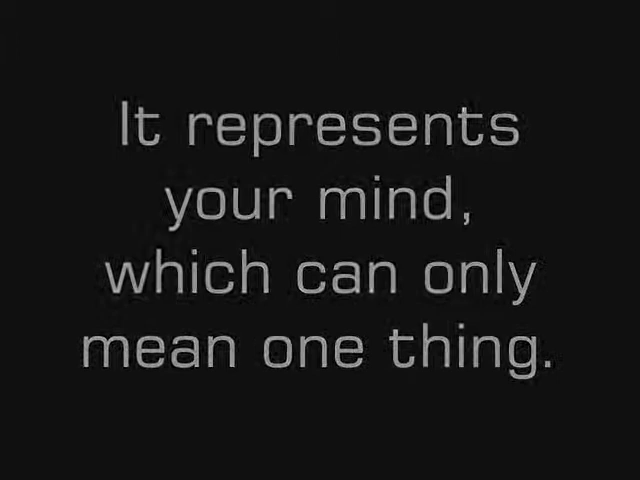 It represents
your mind,
which can only
mean one thing.